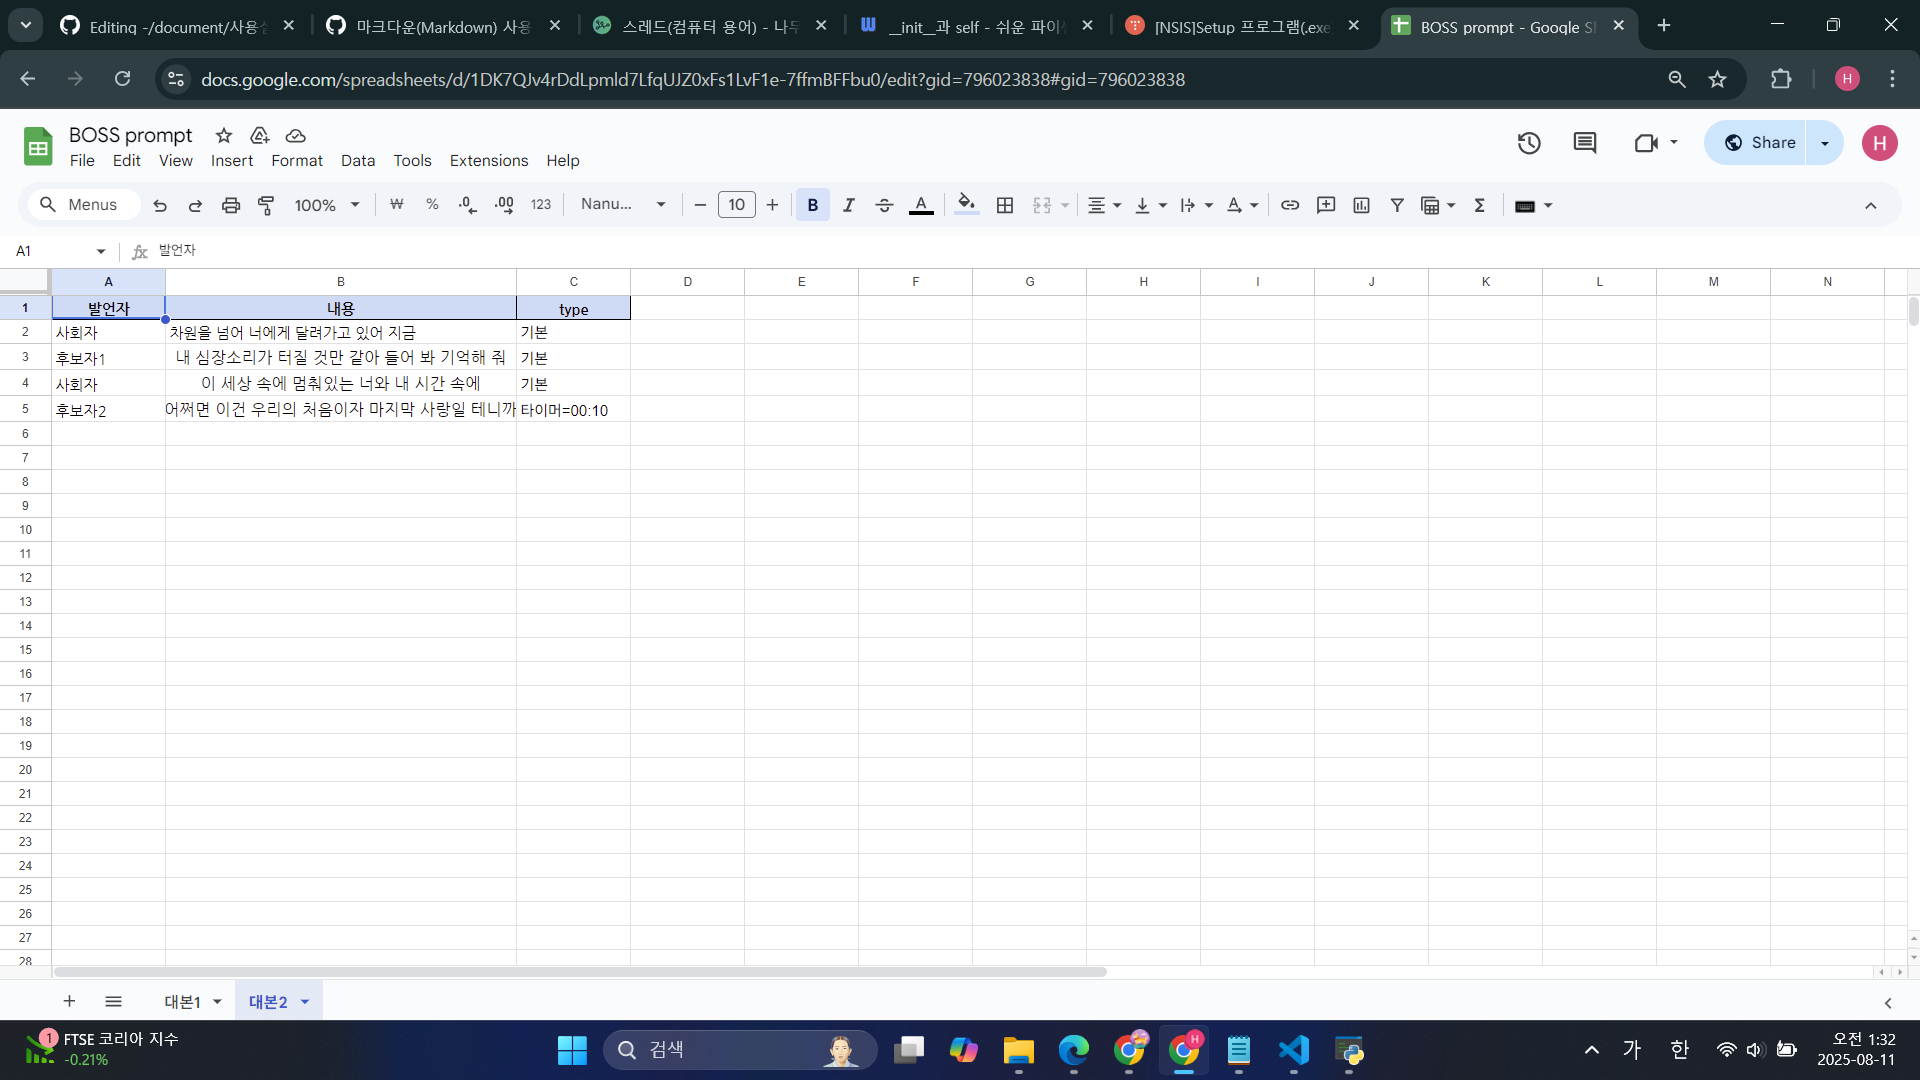 Editing -/document/사용설
마크다운(Markdown) 사용
스레드(컴퓨터 용어) - 나무
__init__과 self - 쉬운 파이썬
[NSIS]Setup 프로그램(.exe
BOSS prompt - Google Sh
docs.google.com/spreadsheets/d/1DK7QJv4rDdLpmld7LfqUJZ0xFs1LvF1e-7ffmBFFbu0/edit?gid=796023838#gid=796023838
H
BOSS prompt
File Edit View Insert Format Data Tools Extensions Help
Share
H
Menus 100% ₩ % .0 .00 123 Nanu... 10 B I A
A1 fx 발언자
A B C D E F G H I J K L M N
1 발언자 내용 type
2 사회자 차원을 넘어 너에게 달려가고 있어 지금 기본
3 후보자1 내 심장소리가 터질 것만 같아 들어 봐 기억해 줘 기본
4 사회자 이 세상 속에 멈춰있는 너와 내 시간 속에 기본
5 후보자2 어쩌면 이건 우리의 처음이자 마지막 사랑일 테니까 타이머=00:10
6
7
8
9
10
11
12
13
14
15
16
17
18
19
20
21
22
23
24
25
26
27
28
대본1 대본2
1 FTSE 코리아 지수
-0.21%
검색
H
가 한
오전 1:32
2025-08-11